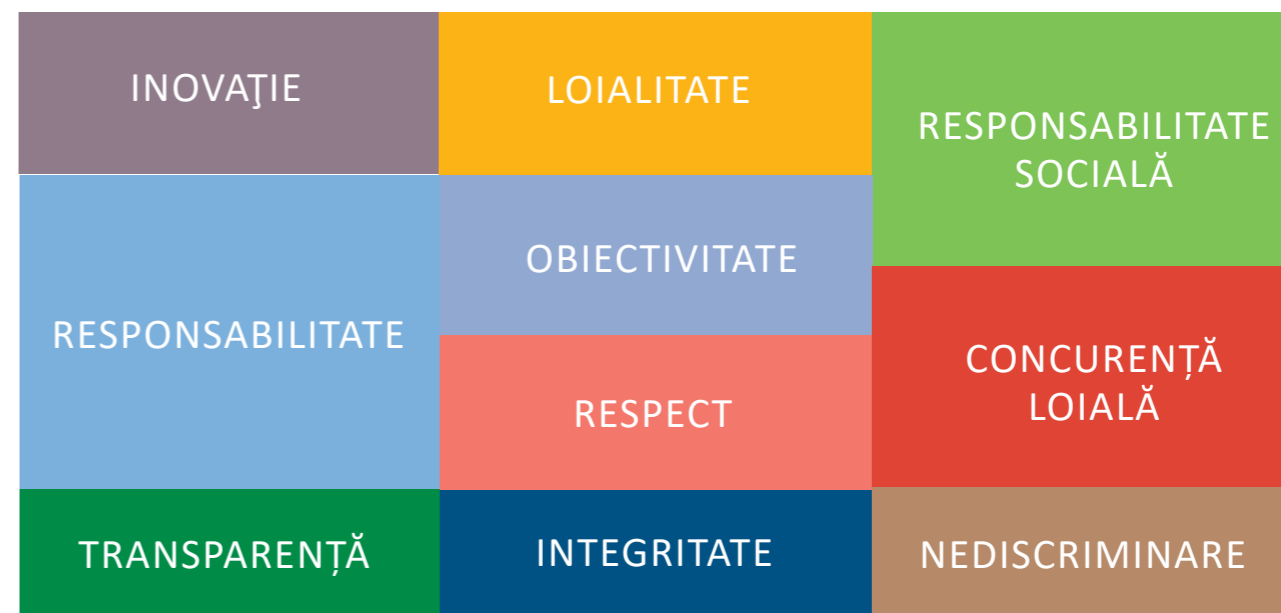 INOVAŢIE
LOIALITATE
RESPONSABILITATE
SOCIALĂ
OBIECTIVITATE
RESPONSABILITATE
CONCURENȚĂ
LOIALĂ
RESPECT
TRANSPARENȚĂ
INTEGRITATE
NEDISCRIMINARE